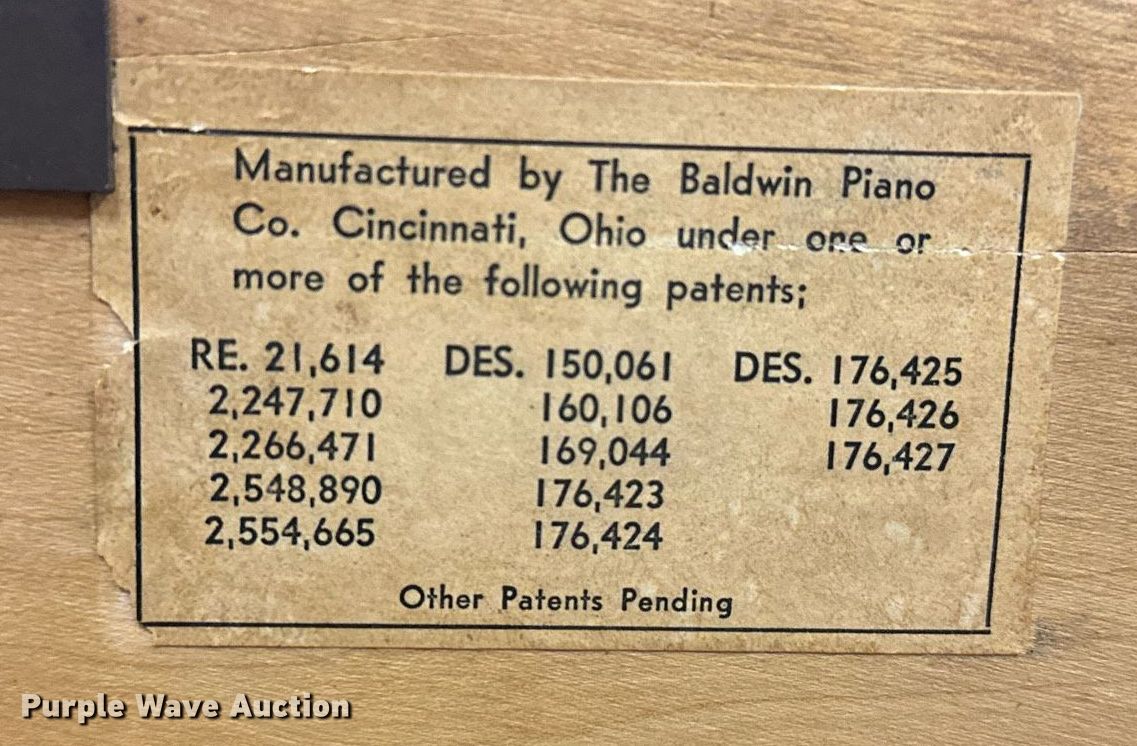 Manufactured by The Baldwin Piano
Co. Cincinnati, Ohio under one or
more of the following patents;
RE. 21,614 DES. 150,061 DES. 176,425
2,247,710 160,106 176,426
2,266,471 169,044 176,427
2,548,890 176,423
2,554,665 176,424
Other Patents Pending
Purple Wave Auction